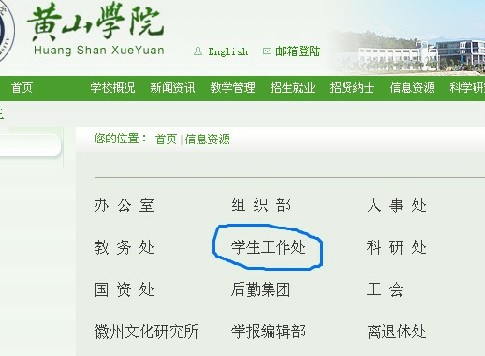 黄山學院
Huang Shan XueYuan
English 邮箱登陆
首页 学校概况 新闻资讯 教学管理 招生就业 招贤纳士 信息资源 科学研
您的位置： 首页 | 信息资源
办 公 室 组 织 部 人 事 处
教 务 处 学生工作处 科 研 处
国 资 处 后勤集团 工 会
徽州文化研究所 学报编辑部 离退休处